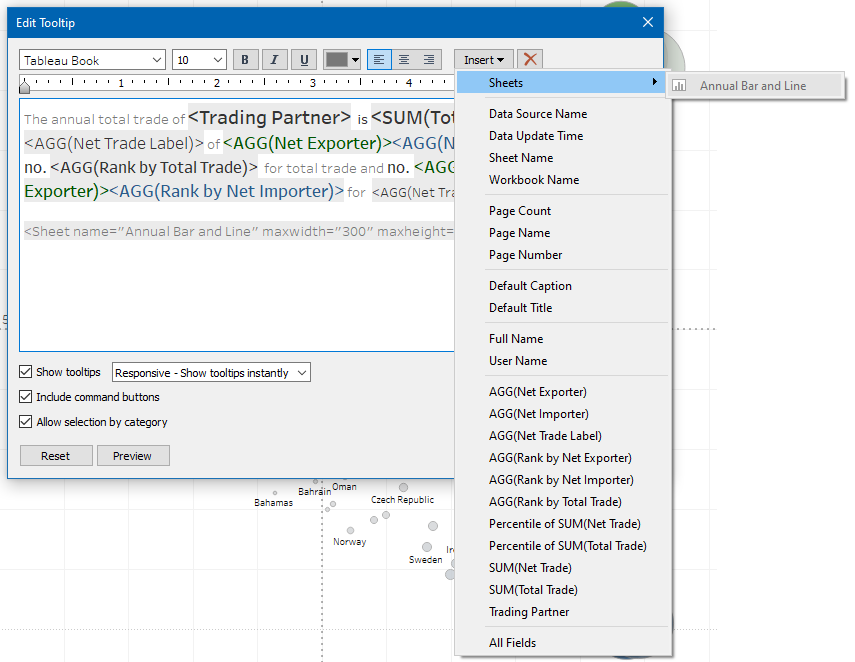 Edit Tooltip
Tableau Book 10 B I U Insert
1 2 3 4
The annual total trade of <Trading Partner> is <SUM(Tot
<AGG(Net Trade Label)> of <AGG(Net Exporter)><AGG(N
no. <AGG(Rank by Total Trade)> for total trade and no. <AGG
Exporter)><AGG(Rank by Net Importer)> for <AGG(Net Tra
<Sheet name="Annual Bar and Line" maxwidth="300" maxheight=
Show tooltips Responsive - Show tooltips instantly
Include command buttons
Allow selection by category
Reset Preview
Sheets
Annual Bar and Line
Data Source Name
Data Update Time
Sheet Name
Workbook Name
Page Count
Page Name
Page Number
Default Caption
Default Title
Full Name
User Name
AGG(Net Exporter)
AGG(Net Importer)
AGG(Net Trade Label)
AGG(Rank by Net Exporter)
AGG(Rank by Net Importer)
AGG(Rank by Total Trade)
Percentile of SUM(Net Trade)
Percentile of SUM(Total Trade)
SUM(Net Trade)
SUM(Total Trade)
Trading Partner
All Fields
5
Bahamas
Bahrain
Oman
Czech Republic
Norway
Sweden